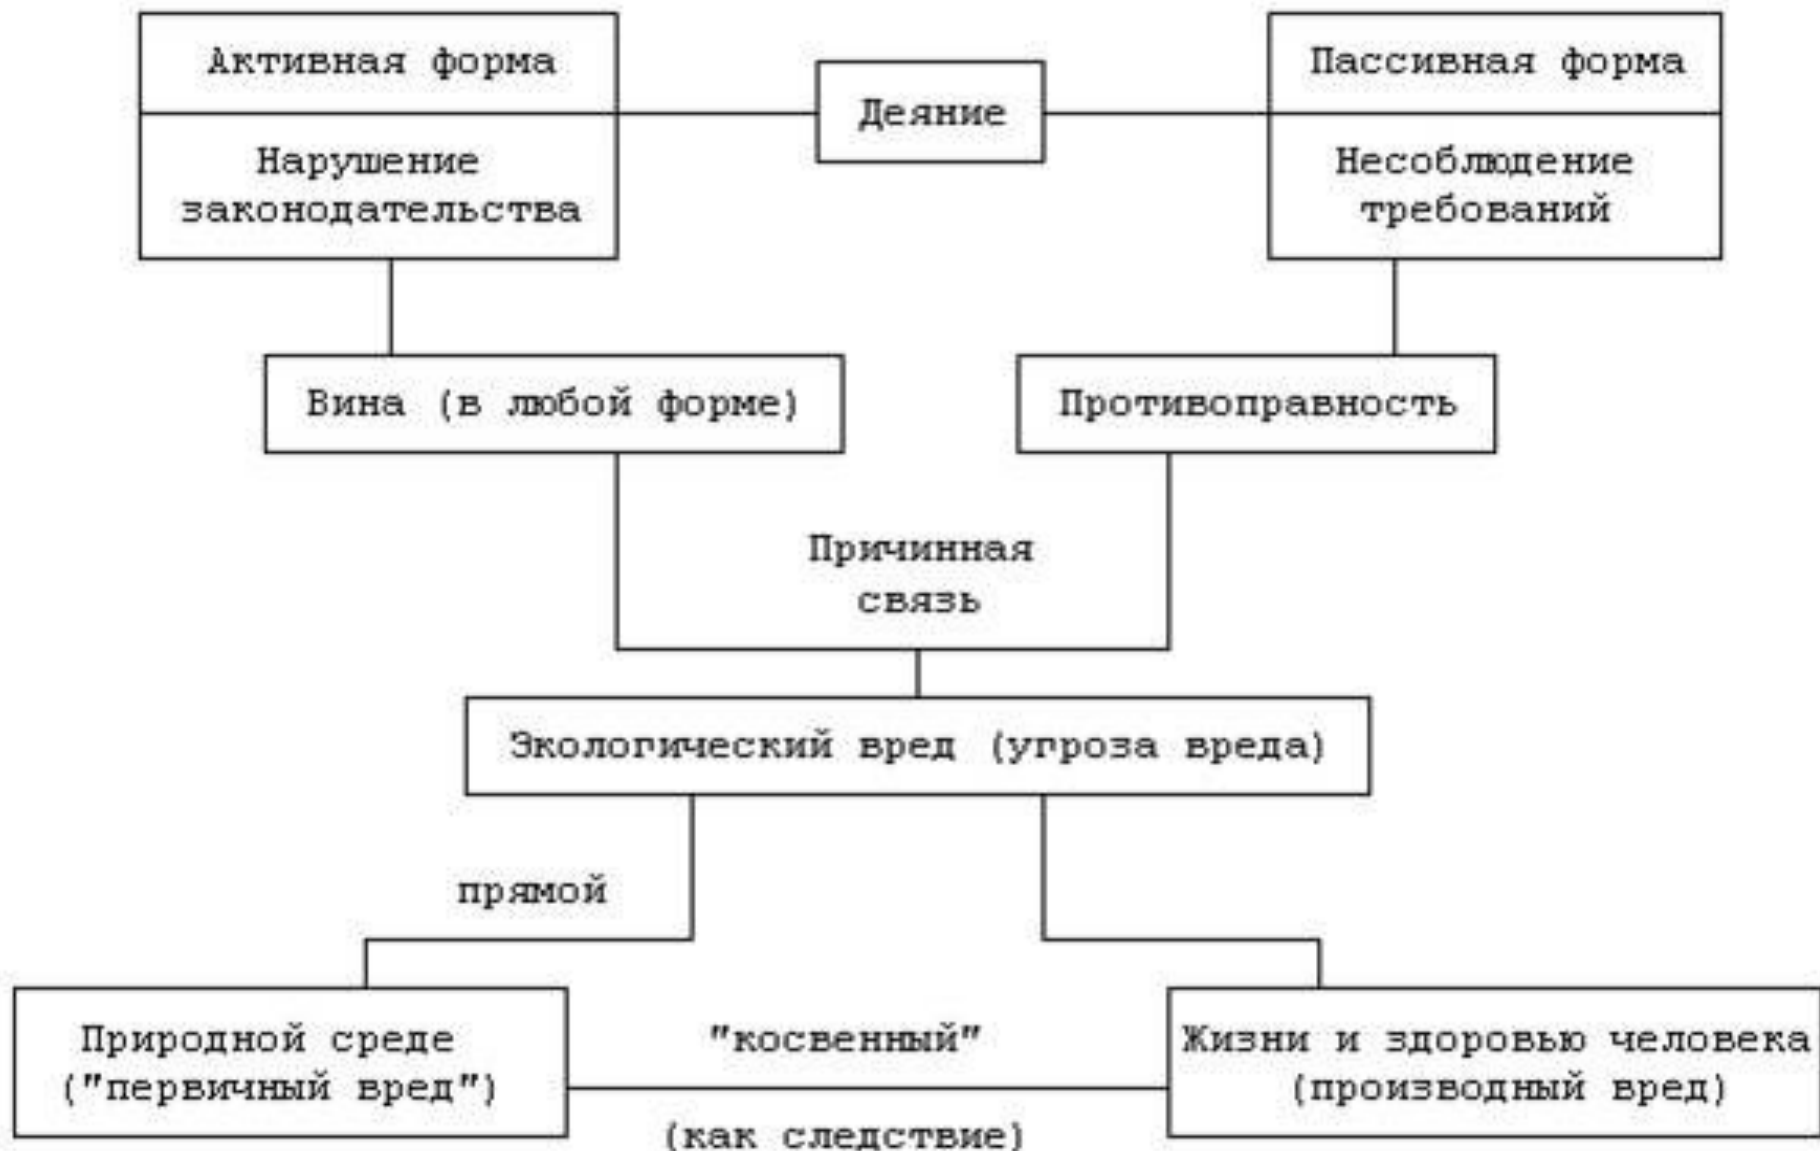 Активная форма
Деяние
Пассивная форма
Нарушение
законодательства
Несоблюдение
требований
Вина (в любой форме)
Противоправность
Причинная
связь
Экологический вред (угроза вреда)
прямой
Природной среде
("первичный вред")
"косвенный"
(как следствие)
Жизни и здоровью человека
(производный вред)